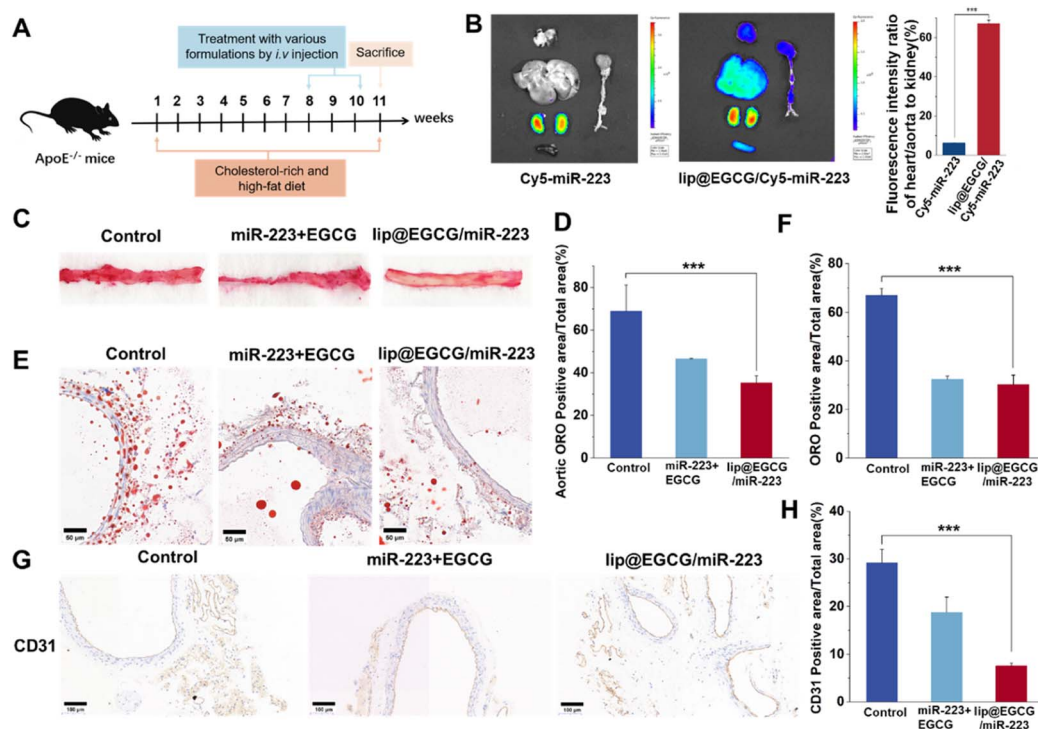 A
Treatment with various
formulations by i.v injection
Sacrifice
1 2 3 4 5 6 7 8 9 10 11
weeks
ApoE-/- mice
Cholesterol-rich and
high-fat diet
B
Cy5-miR-223
lip@EGCG/Cy5-miR-223
Fluorescence intensity ratio
of heart/aorta to kidney(%)
60
40
20
0
***
Cy5-miR-223
lip@EGCG/
Cy5-miR-223
C
Control
miR-223+EGCG
lip@EGCG/miR-223
D
Aortic ORO Positive area/Total area(%)
80
60
40
20
0
***
Control
miR-223+
EGCG
lip@EGCG
/miR-223
E
Control
miR-223+EGCG
lip@EGCG/miR-223
50 μm
50 μm
50 μm
F
ORO Positive area/Total area(%)
80
60
40
20
0
***
Control
miR-223+
EGCG
lip@EGCG
/miR-223
G
Control
miR-223+EGCG
lip@EGCG/miR-223
CD31
100 μm
100 μm
100 μm
H
CD31 Positive area/Total area(%)
40
30
20
10
0
***
Control
miR-223+
EGCG
lip@EGCG
/miR-223